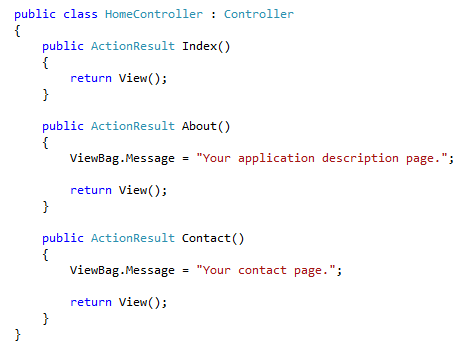 public class HomeController : Controller
{
    public ActionResult Index()
    {
        return View();
    }

    public ActionResult About()
    {
        ViewBag.Message = "Your application description page.";

        return View();
    }

    public ActionResult Contact()
    {
        ViewBag.Message = "Your contact page.";

        return View();
    }
}